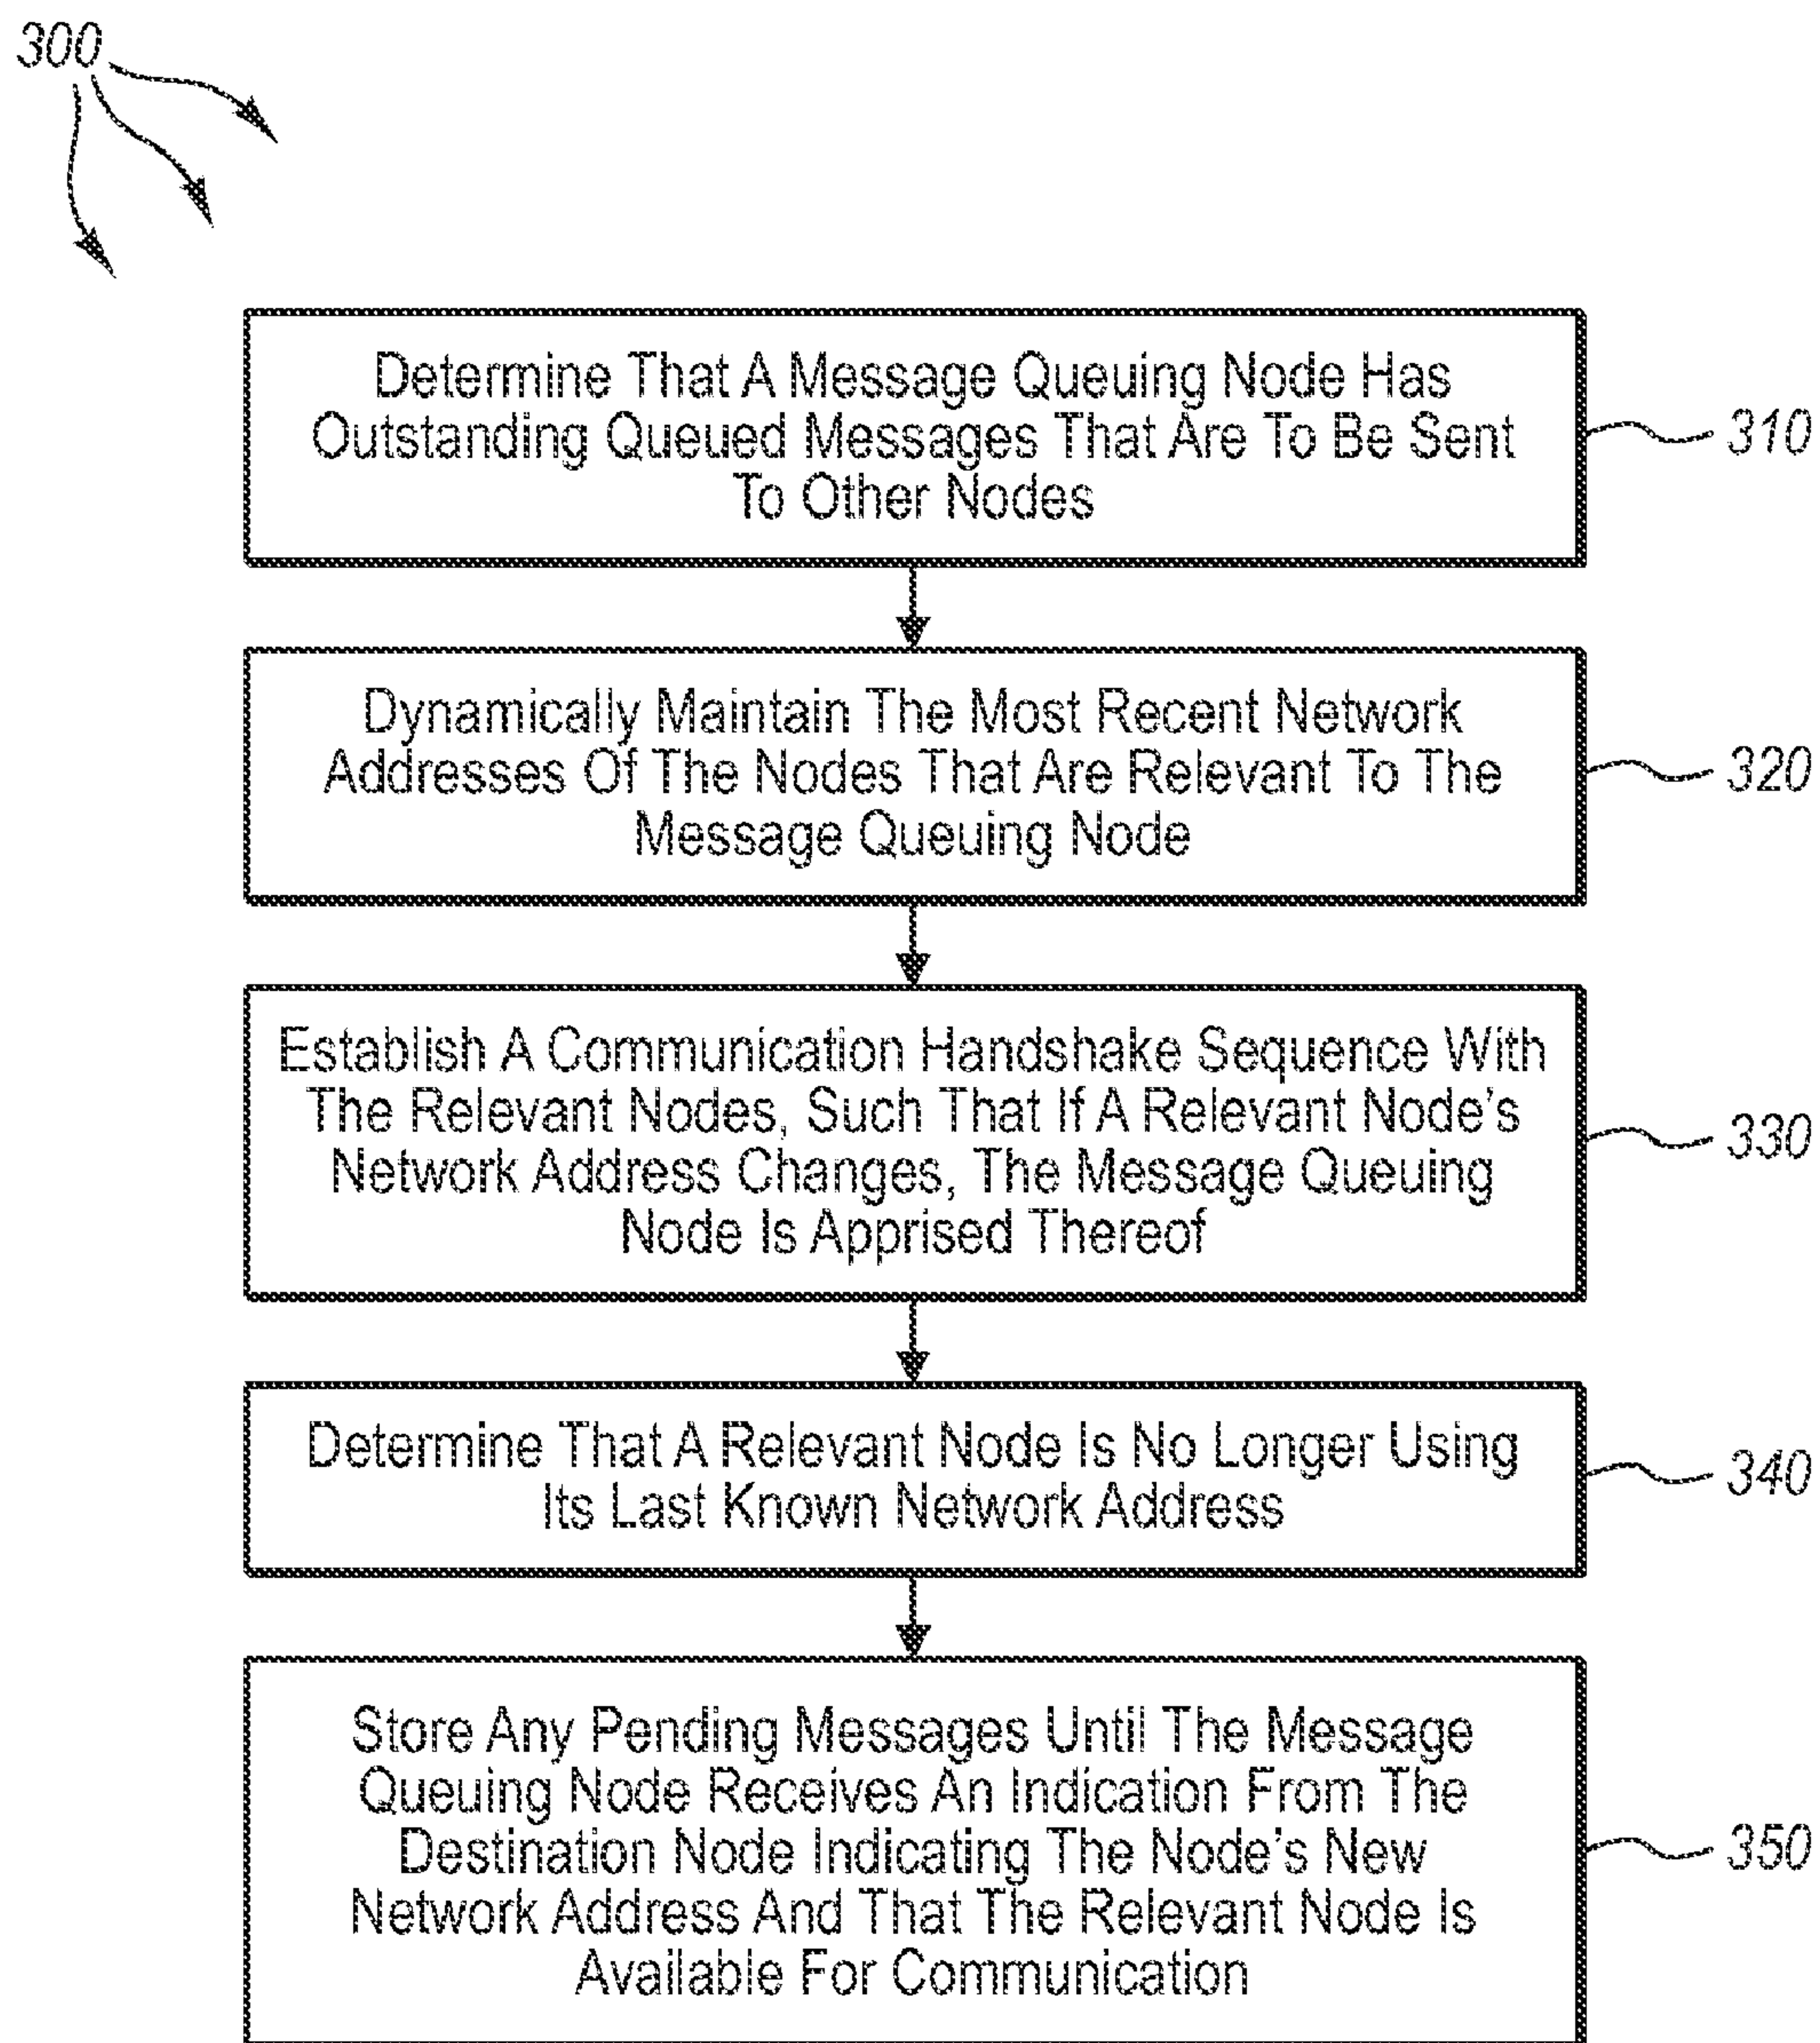 300
Determine That A Message Queuing Node Has
Outstanding Queued Messages That Are To Be Sent
To Other Nodes
310
Dynamically Maintain The Most Recent Network
Addresses Of The Nodes That Are Relevant To The
Message Queuing Node
320
Establish A Communication Handshake Sequence With
The Relevant Nodes, Such That If A Relevant Node's
Network Address Changes, The Message Queuing
Node Is Apprised Thereof
330
Determine That A Relevant Node Is No Longer Using
Its Last Known Network Address
340
Store Any Pending Messages Until The Message
Queuing Node Receives An Indication From The
Destination Node Indicating The Node's New
Network Address And That The Relevant Node Is
Available For Communication
350